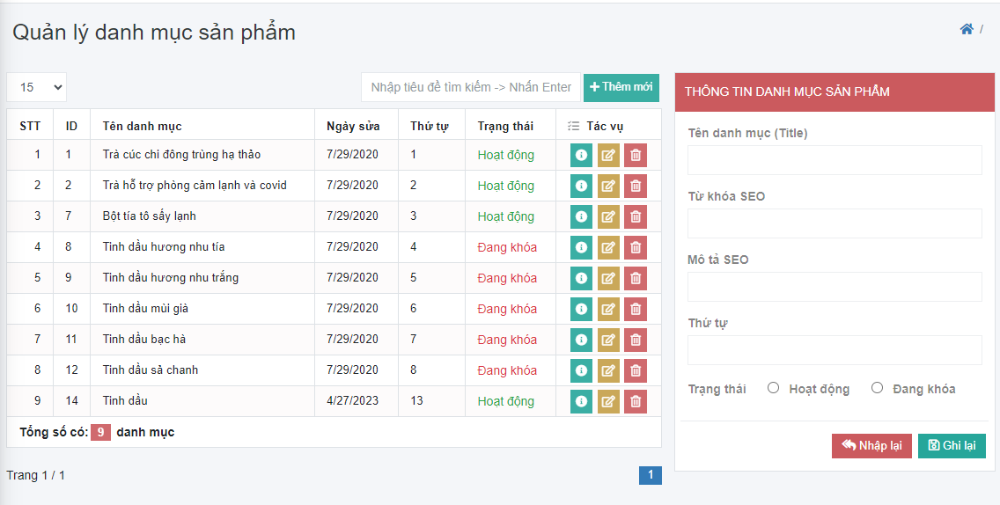 Quản lý danh mục sản phẩm
/
15
Nhập tiêu đề tìm kiếm -> Nhấn Enter
Thêm mới
STT ID Tên danh mục Ngày sửa Thứ tự Trạng thái Tác vụ
1 1 Trà cúc chi đông trùng hạ thảo 7/29/2020 1 Hoạt động
2 2 Trà hỗ trợ phòng cảm lạnh và covid 7/29/2020 2 Hoạt động
3 7 Bột tía tô sấy lạnh 7/29/2020 3 Hoạt động
4 8 Tinh dầu hương nhu tía 7/29/2020 4 Đang khóa
5 9 Tinh dầu hương nhu trắng 7/29/2020 5 Đang khóa
6 10 Tinh dầu mùi già 7/29/2020 6 Đang khóa
7 11 Tinh dầu bạc hà 7/29/2020 7 Đang khóa
8 12 Tinh dầu sả chanh 7/29/2020 8 Đang khóa
9 14 Tinh dầu 4/27/2023 13 Hoạt động
Tổng số có: 9 danh mục
Trang 1 / 1
1
THÔNG TIN DANH MỤC SẢN PHẨM
Tên danh mục (Title)
Từ khóa SEO
Mô tả SEO
Thứ tự
Trạng thái Hoạt động Đang khóa
Nhập lại Ghi lại